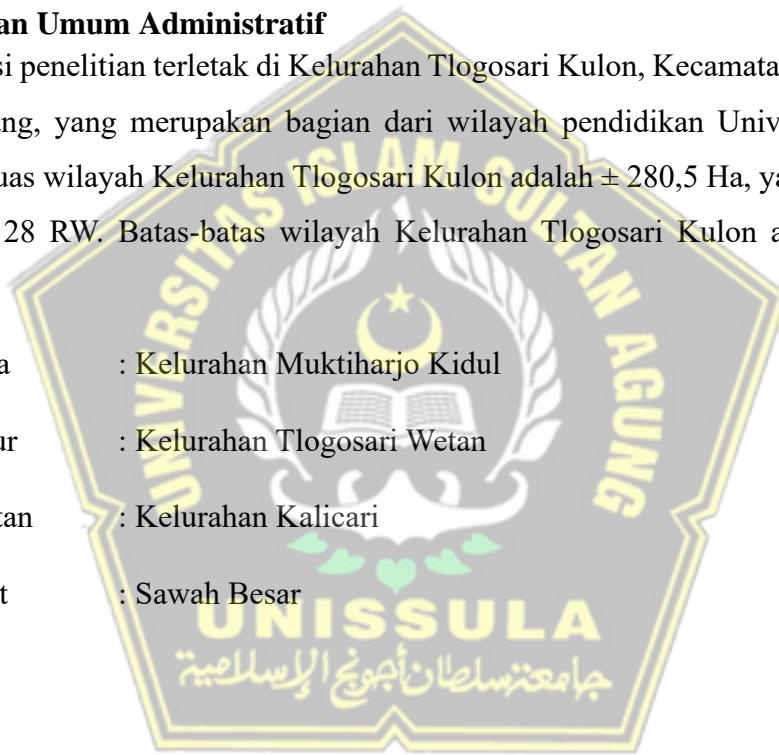 an Umum Administratif
si penelitian terletak di Kelurahan Tlogosari Kulon, Kecamata
ng, yang merupakan bagian dari wilayah pendidikan Univ
uas wilayah Kelurahan Tlogosari Kulon adalah ± 280,5 Ha, ya
28 RW. Batas-batas wilayah Kelurahan Tlogosari Kulon a
a : Kelurahan Muktiharjo Kidul
ur : Kelurahan Tlogosari Wetan
tan : Kelurahan Kalicari
t : Sawah Besar
UNIVERSITAS ISLAM SULTAN AGUNG
UNISSULA
جامعة سلطان أجونج الإسلامية